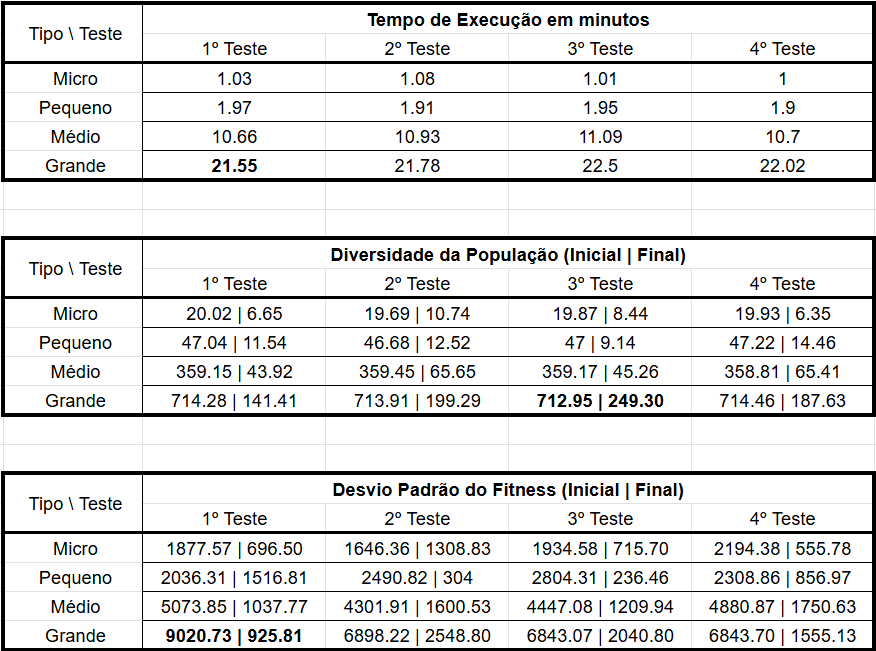 Tipo \ Teste
Tempo de Execução em minutos
1º Teste 2º Teste 3º Teste 4º Teste
Micro 1.03 1.08 1.01 1
Pequeno 1.97 1.91 1.95 1.9
Médio 10.66 10.93 11.09 10.7
Grande 21.55 21.78 22.5 22.02
Tipo \ Teste
Diversidade da População (Inicial | Final)
1º Teste 2º Teste 3º Teste 4º Teste
Micro 20.02 | 6.65 19.69 | 10.74 19.87 | 8.44 19.93 | 6.35
Pequeno 47.04 | 11.54 46.68 | 12.52 47 | 9.14 47.22 | 14.46
Médio 359.15 | 43.92 359.45 | 65.65 359.17 | 45.26 358.81 | 65.41
Grande 714.28 | 141.41 713.91 | 199.29 712.95 | 249.30 714.46 | 187.63
Tipo \ Teste
Desvio Padrão do Fitness (Inicial | Final)
1º Teste 2º Teste 3º Teste 4º Teste
Micro 1877.57 | 696.50 1646.36 | 1308.83 1934.58 | 715.70 2194.38 | 555.78
Pequeno 2036.31 | 1516.81 2490.82 | 304 2804.31 | 236.46 2308.86 | 856.97
Médio 5073.85 | 1037.77 4301.91 | 1600.53 4447.08 | 1209.94 4880.87 | 1750.63
Grande 9020.73 | 925.81 6898.22 | 2548.80 6843.07 | 2040.80 6843.70 | 1555.13